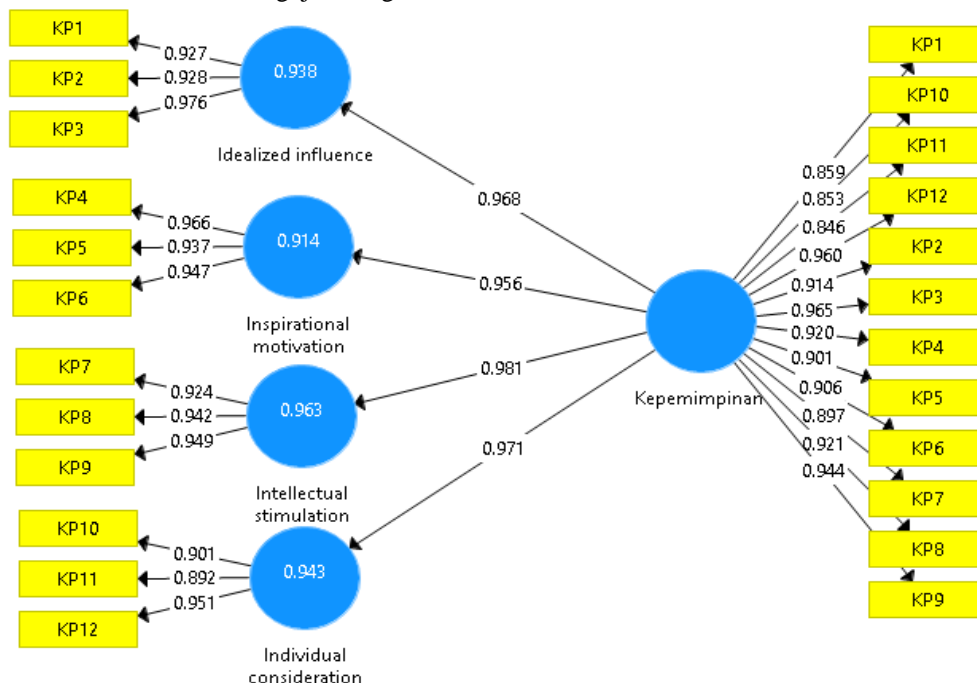 KP1
KP2
KP3
0.927
0.928
0.976
0.938
Idealized influence
KP4
KP5
KP6
0.966
0.937
0.947
0.914
Inspirational
motivation
KP7
KP8
KP9
0.924
0.942
0.949
0.963
Intellectual
stimulation
KP10
KP11
KP12
0.901
0.892
0.951
0.943
Individual
consideration
0.968
0.956
0.981
0.971
Kepemimpinan
0.859
0.853
0.846
0.960
0.914
0.965
0.920
0.901
0.906
0.897
0.921
0.944
KP1
KP10
KP11
KP12
KP2
KP3
KP4
KP5
KP6
KP7
KP8
KP9